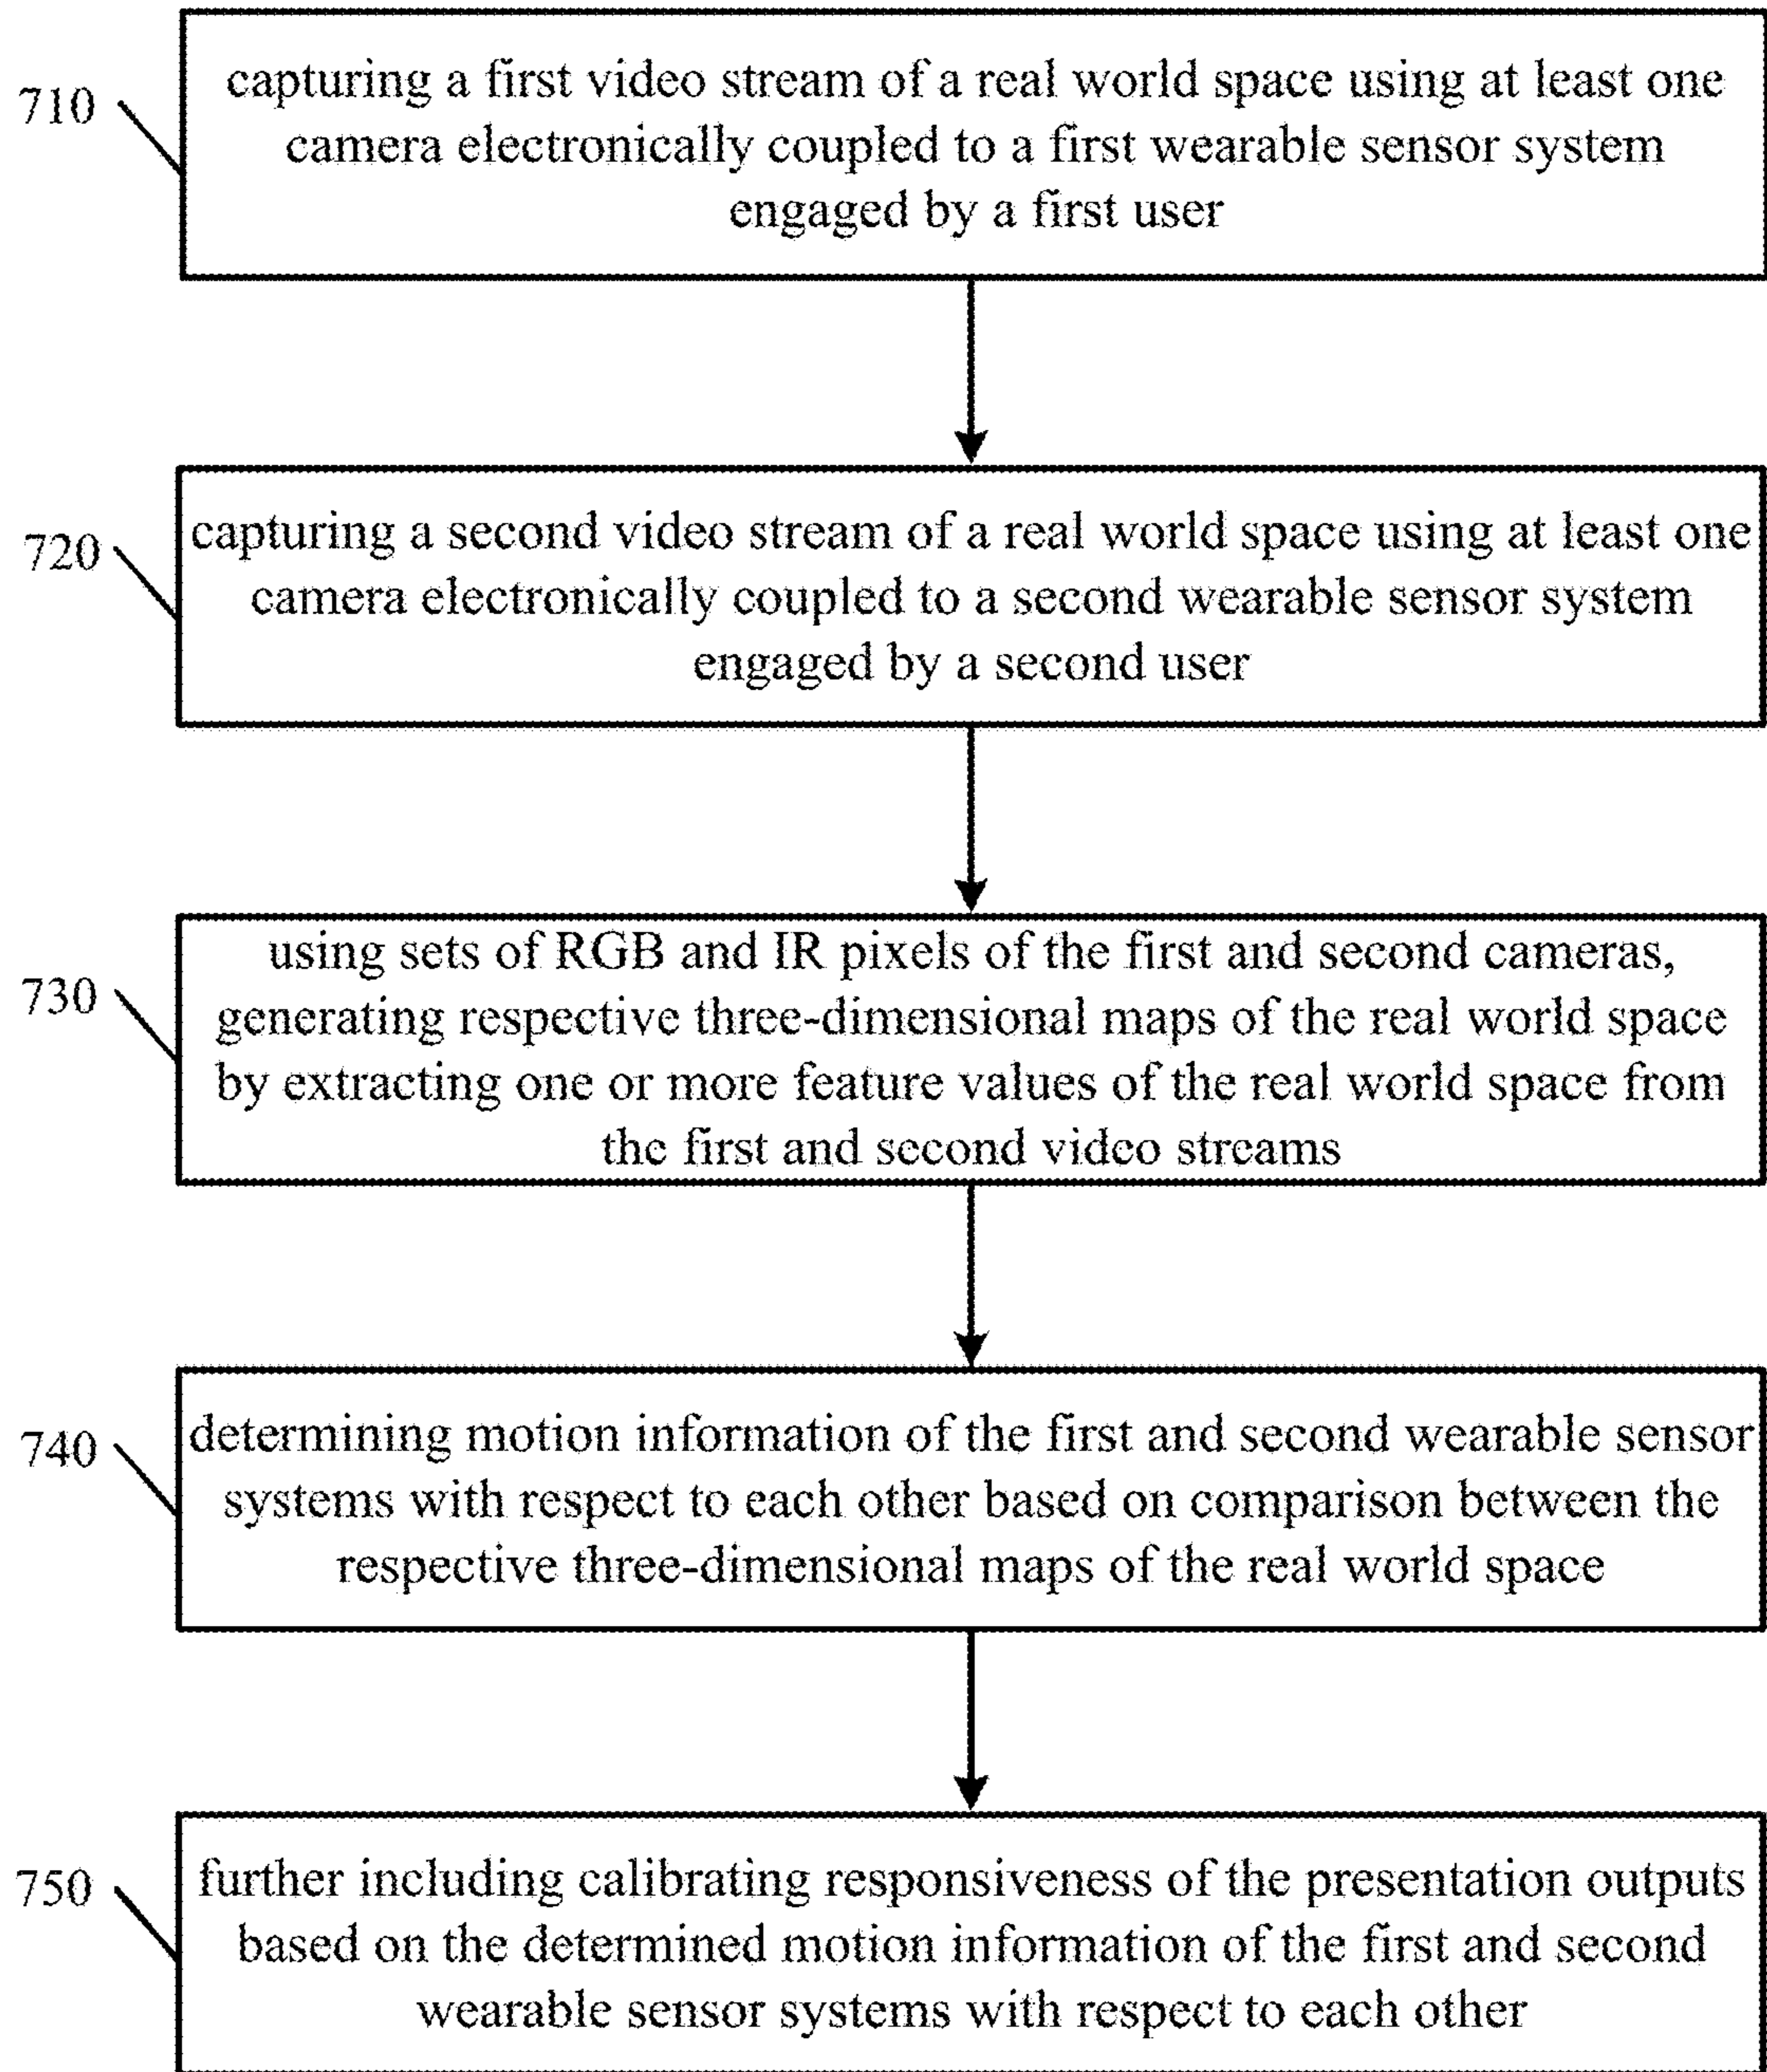 710
capturing a first video stream of a real world space using at least one
camera electronically coupled to a first wearable sensor system
engaged by a first user
720
capturing a second video stream of a real world space using at least one
camera electronically coupled to a second wearable sensor system
engaged by a second user
730
using sets of RGB and IR pixels of the first and second cameras,
generating respective three-dimensional maps of the real world space
by extracting one or more feature values of the real world space from
the first and second video streams
740
determining motion information of the first and second wearable sensor
systems with respect to each other based on comparison between the
respective three-dimensional maps of the real world space
750
further including calibrating responsiveness of the presentation outputs
based on the determined motion information of the first and second
wearable sensor systems with respect to each other